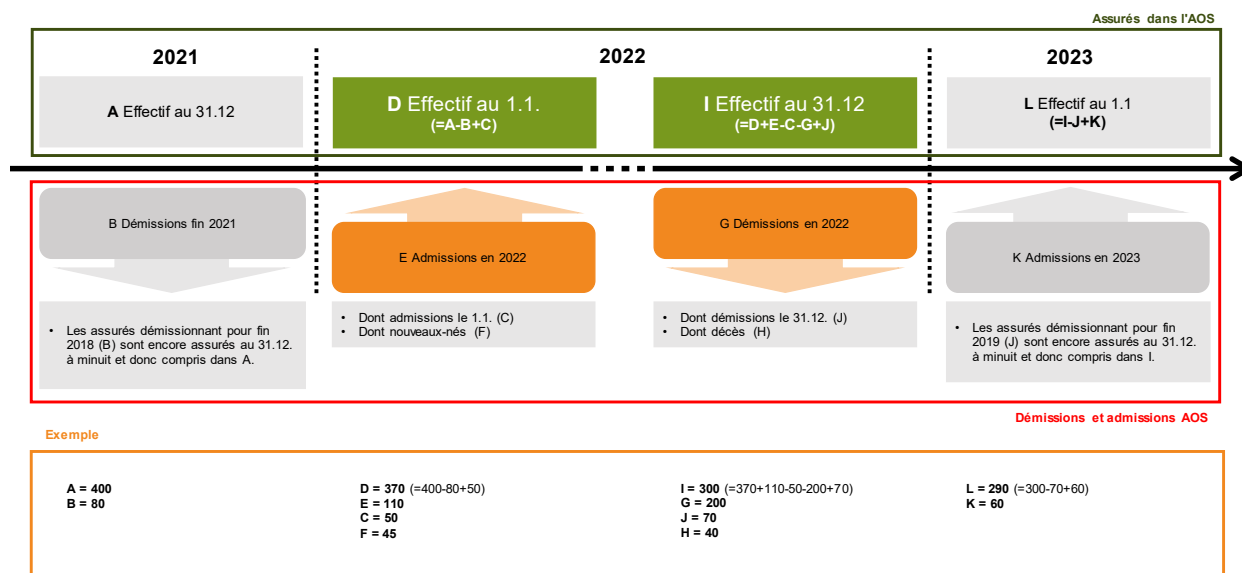 Assurés dans l'AOS
2021
2022
2023
A Effectif au 31.12
D Effectif au 1.1.
(=A-B+C)
I Effectif au 31.12
(=D+E-C-G+J)
L Effectif au 1.1
(=I-J+K)
B Démissions fin 2021
E Admissions en 2022
G Démissions en 2022
K Admissions en 2023
• Les assurés démissionnant pour fin
2018 (B) sont encore assurés au 31.12.
à minuit et donc compris dans A.
• Dont admissions le 1.1. (C)
• Dont nouveaux-nés (F)
• Dont démissions le 31.12. (J)
• Dont décès (H)
• Les assurés démissionnant pour fin
2019 (J) sont encore assurés au 31.12.
à minuit et donc compris dans I.
Démissions et admissions AOS
Exemple
A = 400
B = 80
D = 370 (=400-80+50)
E = 110
C = 50
F = 45
I = 300 (=370+110-50-200+70)
G = 200
J = 70
H = 40
L = 290 (=300-70+60)
K = 60